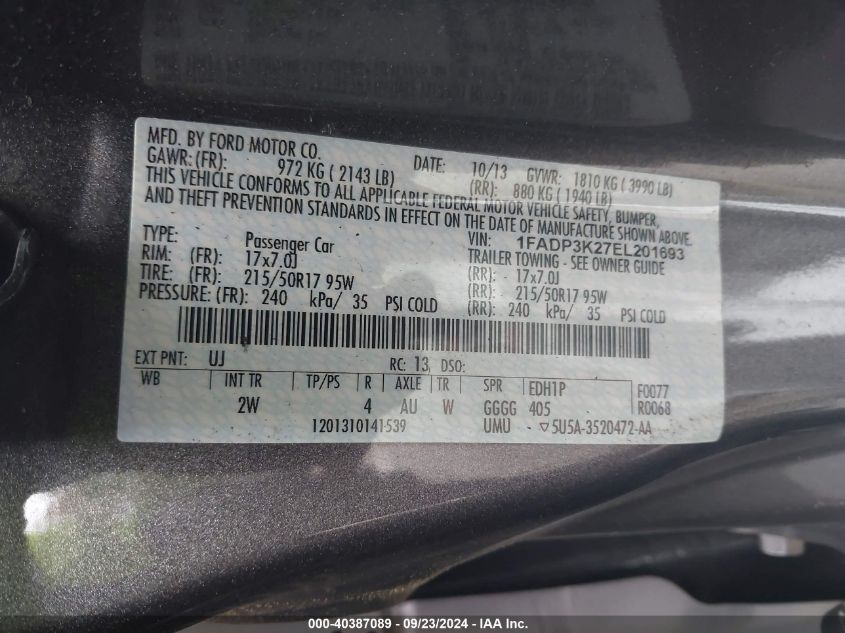 MFD. BY FORD MOTOR CO.
DATE: 10/13 GVWR: 1810 KG ( 3990 LB)
GAWR: (FR): 972 KG ( 2143 LB) (RR): 880 KG ( 1940 LB)
THIS VEHICLE CONFORMS TO ALL APPLICABLE FEDERAL MOTOR VEHICLE SAFETY, BUMPER,
AND THEFT PREVENTION STANDARDS IN EFFECT ON THE DATE OF MANUFACTURE SHOWN ABOVE.
VIN: 1FADP3K27EL201693
TYPE: Passenger Car TRAILER TOWING - SEE OWNER GUIDE
RIM: (FR): 17x7.0J (RR): - 17x7.0J
TIRE: (FR): 215/50R17 95W (RR): - 215/50R17 95W
PRESSURE: (FR): 240 kPa/ 35 PSI COLD (RR): 240 kPa/ 35 PSI COLD
EXT PNT: UJ RC: 13 DSO:
WB INT TR TP/PS R AXLE TR SPR EDH1P F0077
2W 4 AU W GGGG 405 R0068
1201310141539 UMU ▽5U5A-3520472-AA
000-40387089 - 09/23/2024 - 1US.com